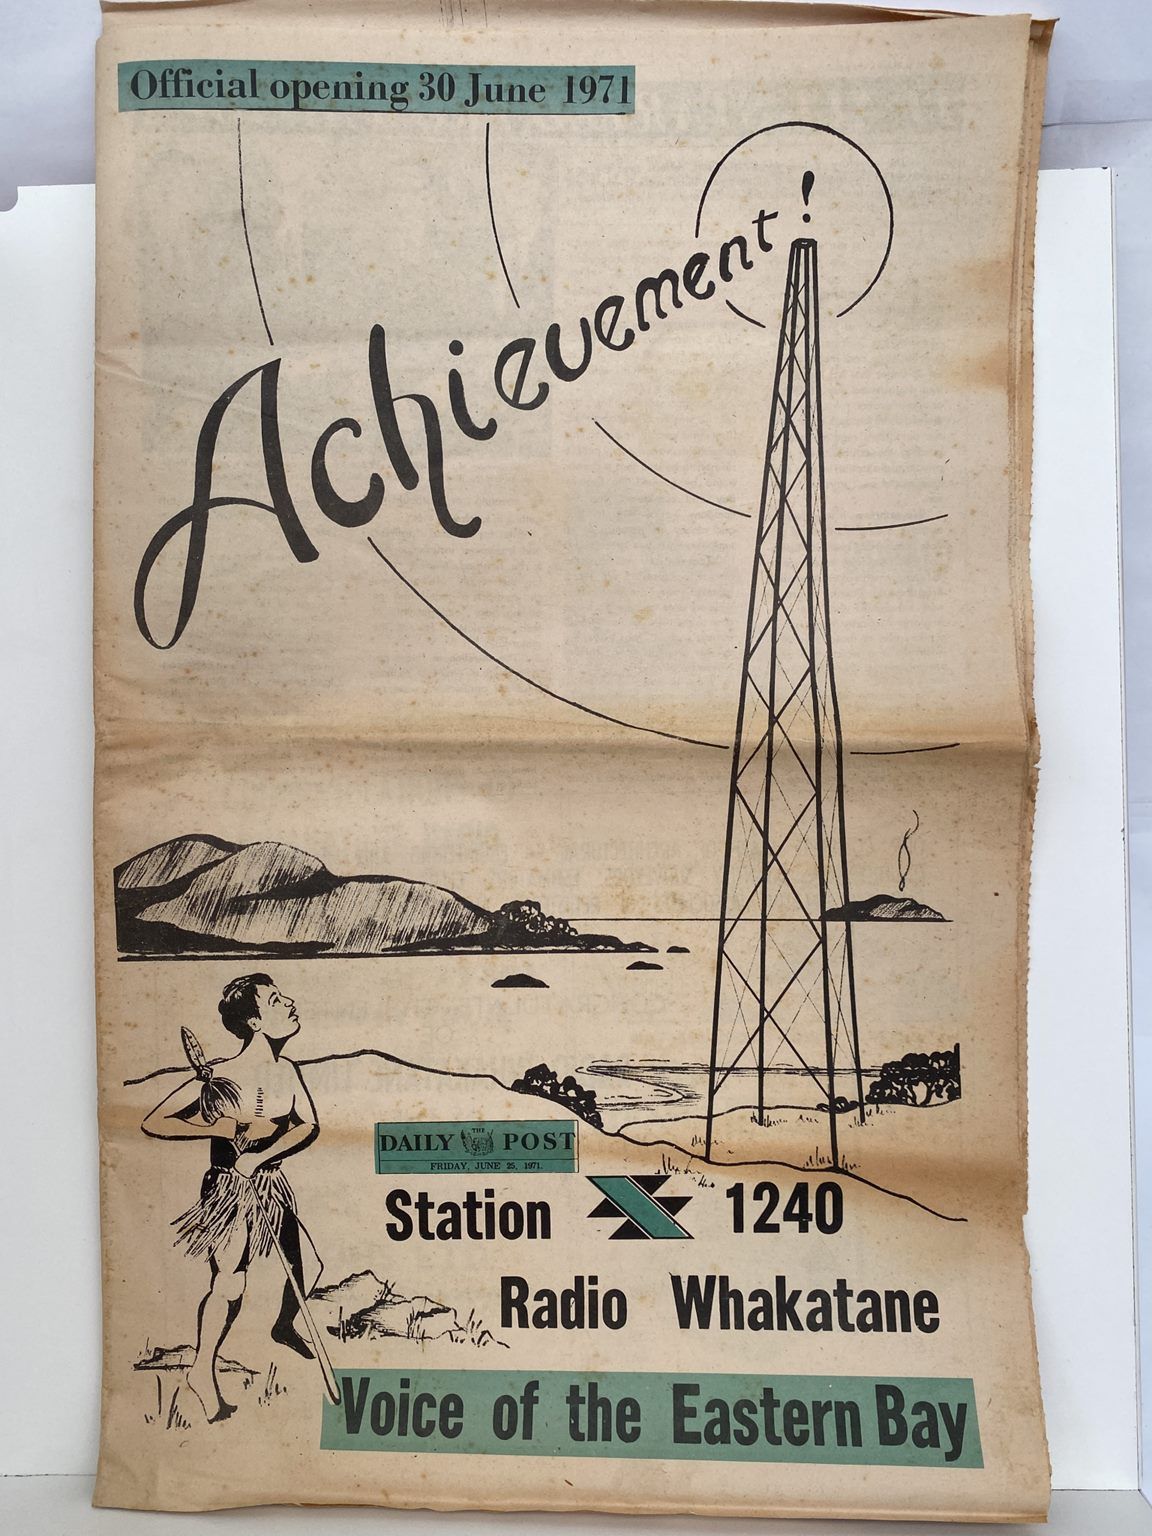 Official opening 30 June 1971
Achievement!
THE
DAILY POST
FRIDAY, JUNE 25, 1971.
Station 1240
Radio Whakatane
Voice of the Eastern Bay